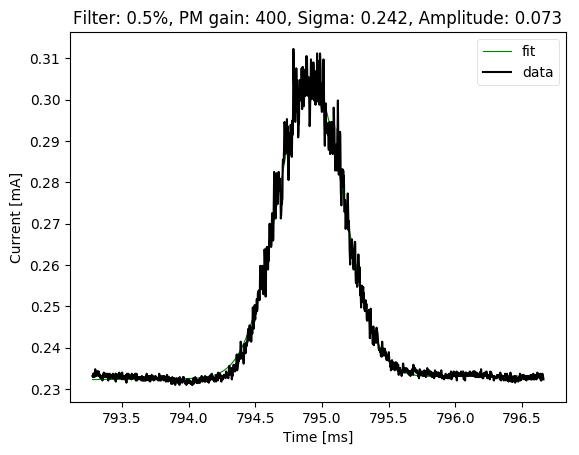 Filter: 0.5%, PM gain: 400, Sigma: 0.242, Amplitude: 0.073
fit
data
Current [mA]
0.31
0.30
0.29
0.28
0.27
0.26
0.25
0.24
0.23
793.5 794.0 794.5 795.0 795.5 796.0 796.5
Time [ms]